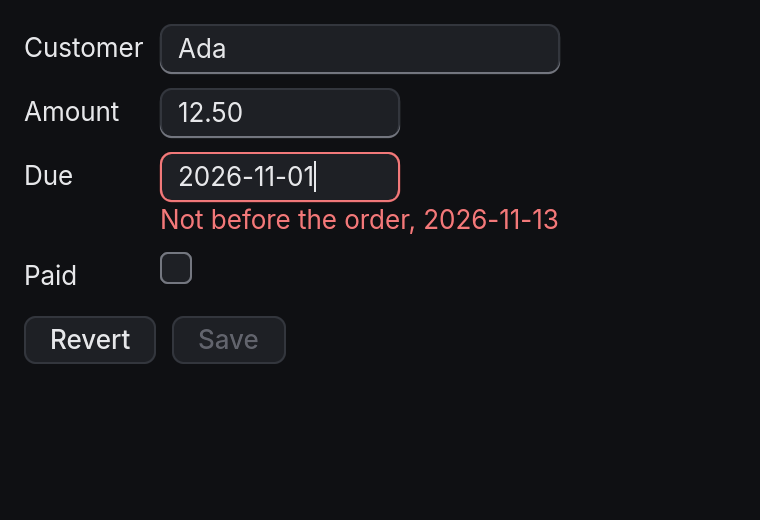 Customer Ada
Amount 12.50
Due 2026-11-01
Not before the order, 2026-11-13
Paid
Revert Save